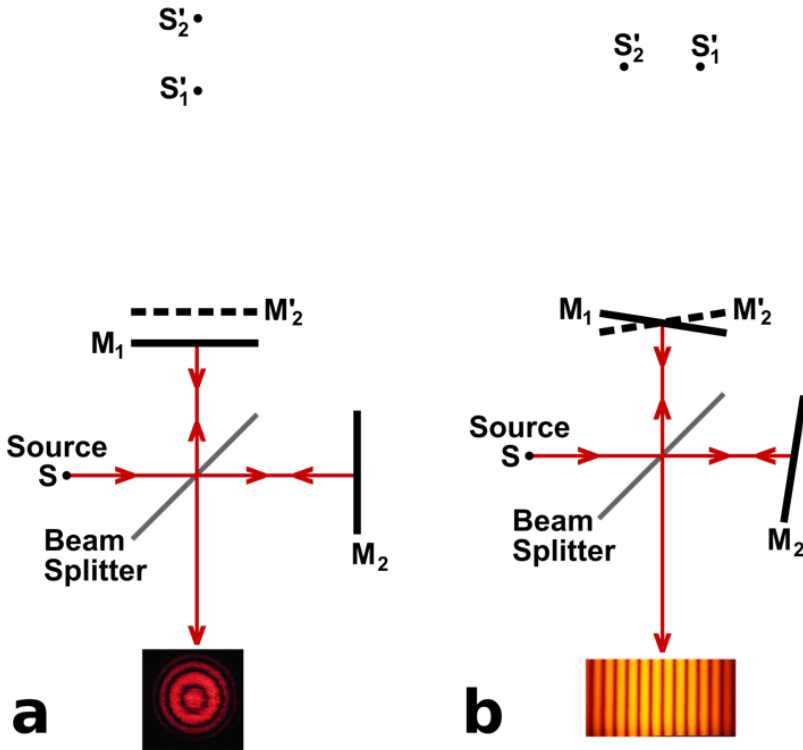 S'₂
S'₁
M'₂
M₁
Source
S
Beam
Splitter
M₂
a
S'₂ S'₁
M₁ M'₂
Source
S
Beam
Splitter
M₂
b